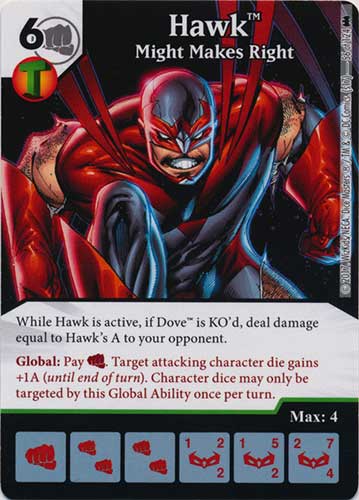 6
Hawk™
Might Makes Right
T
While Hawk is active, if Dove™ is KO'd, deal damage
equal to Hawk's A to your opponent.
Global: Pay. Target attacking character die gains
+1A (until end of turn). Character dice may only be
targeted by this Global Ability once per turn.
Max: 4
1 2 2
1 5 2
2 7 4